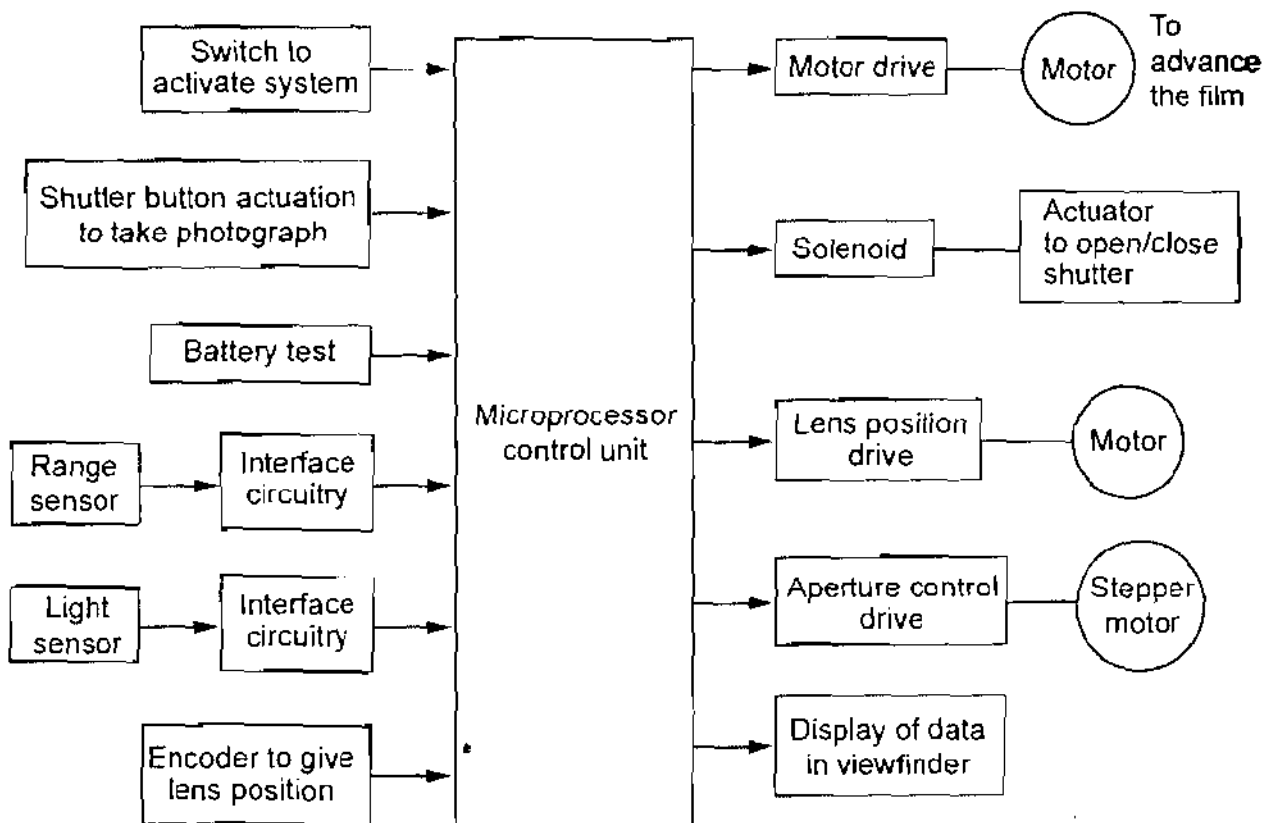 Switch to
activate system
Shutter button actuation
to take photograph
Battery test
Range
sensor
Interface
circuitry
Light
sensor
Interface
circuitry
Encoder to give
lens position
Microprocessor
control unit
Motor drive
Motor
To
advance
the film
Solenoid
Actuator
to open/close
shutter
Lens position
drive
Motor
Aperture control
drive
Stepper
motor
Display of data
in viewfinder